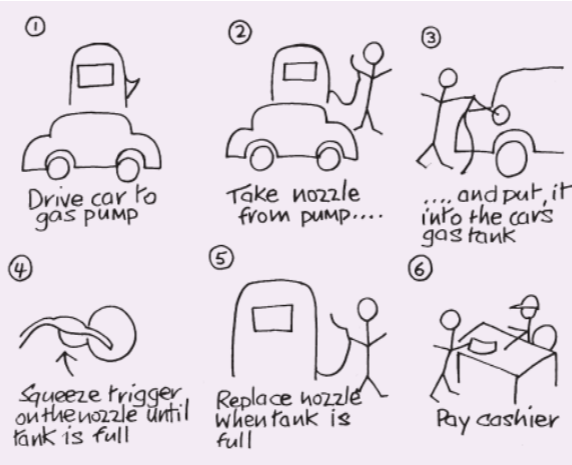 ①
Drive car to
gas pump
②
Take nozzle
from pump....
③
.... and put it
into the cars
gas tank
④
Squeeze trigger
on the nozzle until
tank is full
⑤
Replace nozzle
when tank is
full
⑥
Pay cashier